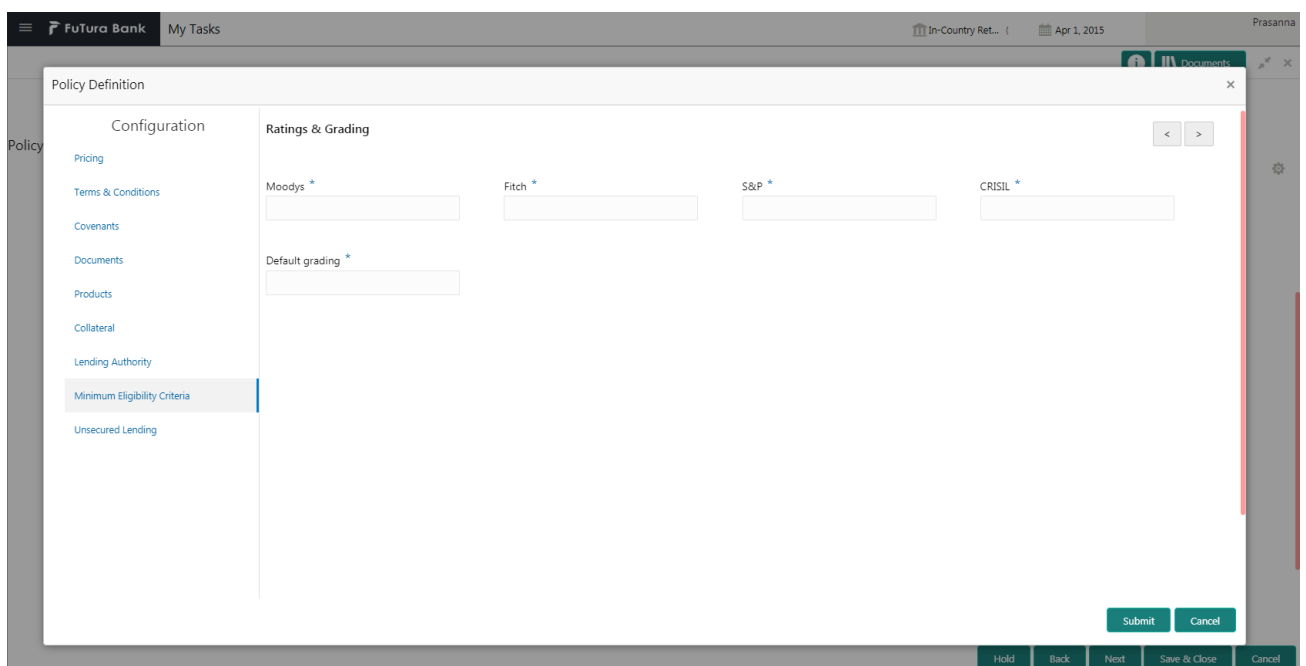 FuTura Bank My Tasks In-Country Ret... ( Apr 1, 2015 Prasanna
Documents
Policy Definition
Policy
Configuration
Pricing
Terms & Conditions
Covenants
Documents
Products
Collateral
Lending Authority
Minimum Eligibility Criteria
Unsecured Lending
Ratings & Grading < >
Moodys * Fitch * S&P * CRISIL *
Default grading *
Submit Cancel
Hold Back Next Save & Close Cancel